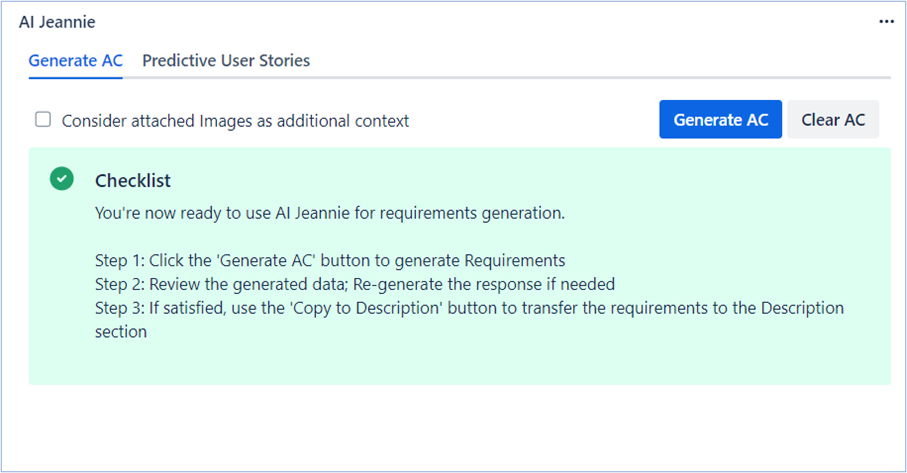 AI Jeannie
Generate AC Predictive User Stories
Consider attached Images as additional context
Generate AC Clear AC
Checklist
You're now ready to use AI Jeannie for requirements generation.
Step 1: Click the 'Generate AC' button to generate Requirements
Step 2: Review the generated data; Re-generate the response if needed
Step 3: If satisfied, use the 'Copy to Description' button to transfer the requirements to the Description
section